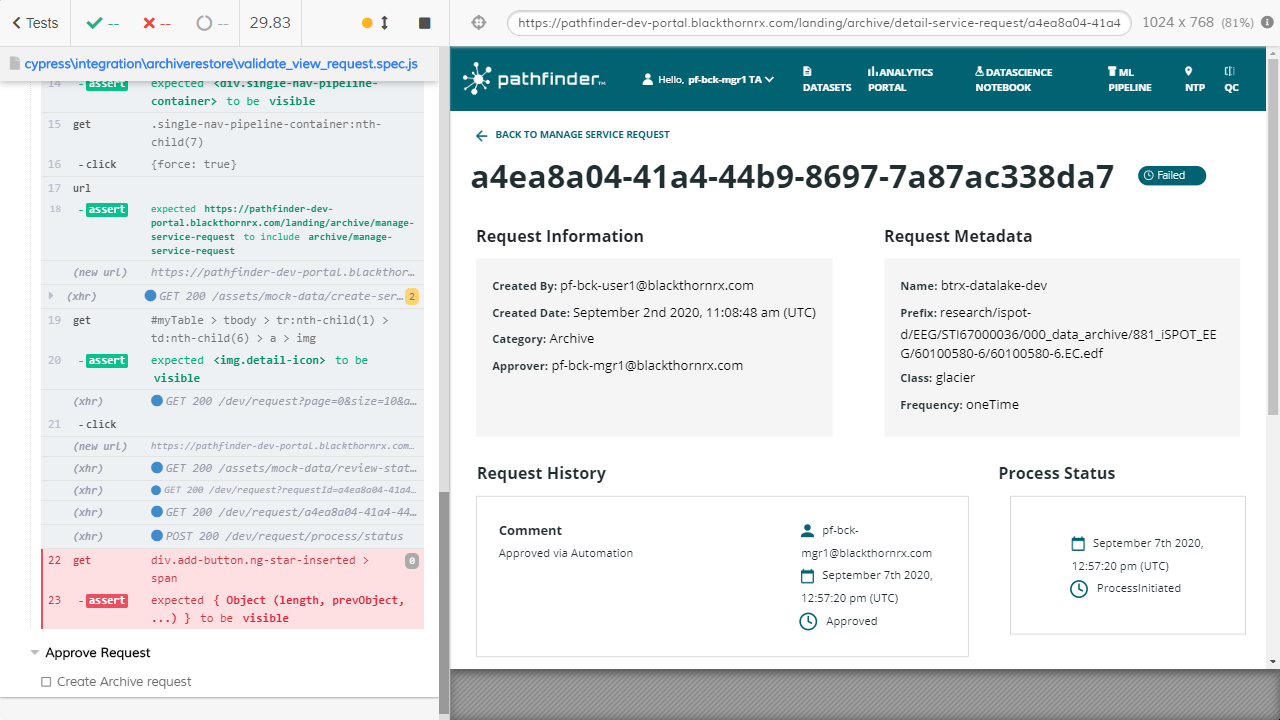 Tests
--
--
--
29.83
https://pathfinder-dev-portal.blackthornrx.com/landing/archive/detail-service-request/a4ea8a04-41a4
1024 x 768 (81%)
cypress\integration\archiverestore\validate_view_request.spec.js
14 -assert expected <div.single-nav-pipeline-
container> to be visible
15 get .single-nav-pipeline-container:nth-
child(7)
16 -click {force: true}
17 url
18 -assert expected https://pathfinder-dev-
portal.blackthornrx.com/landing/archive/manage-
service-request to include archive/manage-
service-request
(new url) https://pathfinder-dev-portal.blackthor...
(xhr) GET 200 /assets/mock-data/create-ser... 2
19 get #myTable > tbody > tr:nth-child(1) >
td:nth-child(6) > a > img
20 -assert expected <img.detail-icon> to be
visible
(xhr) GET 200 /dev/request?page=0&size=10&a...
21 -click
(new url) https://pathfinder-dev-portal.blackthornrx.com...
(xhr) GET 200 /assets/mock-data/review-stat...
(xhr) GET 200 /dev/request?requestId=a4ea8a04-41a4...
(xhr) GET 200 /dev/request/a4ea8a04-41a4-44...
(xhr) POST 200 /dev/request/process/status
22 get div.add-button.ng-star-inserted > 0
span
23 -assert expected { Object (length, prevObject,
...) } to be visible
Approve Request
Create Archive request
pathfinder™
Hello, pf-bck-mgr1 TA
DATASETS
ANALYTICS
PORTAL
DATASCIENCE
NOTEBOOK
ML
PIPELINE
NTP
QC
BACK TO MANAGE SERVICE REQUEST
a4ea8a04-41a4-44b9-8697-7a87ac338da7
Failed
Request Information
Created By: pf-bck-user1@blackthornrx.com
Created Date: September 2nd 2020, 11:08:48 am (UTC)
Category: Archive
Approver: pf-bck-mgr1@blackthornrx.com
Request Metadata
Name: btrx-datalake-dev
Prefix: research/ispot-
d/EEG/STI67000036/000_data_archive/881_iSPOT_EE
G/60100580-6/60100580-6.EC.edf
Class: glacier
Frequency: oneTime
Request History
Comment
Approved via Automation
pf-bck-
mgr1@blackthornrx.com
September 7th 2020,
12:57:20 pm (UTC)
Approved
Process Status
September 7th 2020,
12:57:20 pm (UTC)
ProcessInitiated